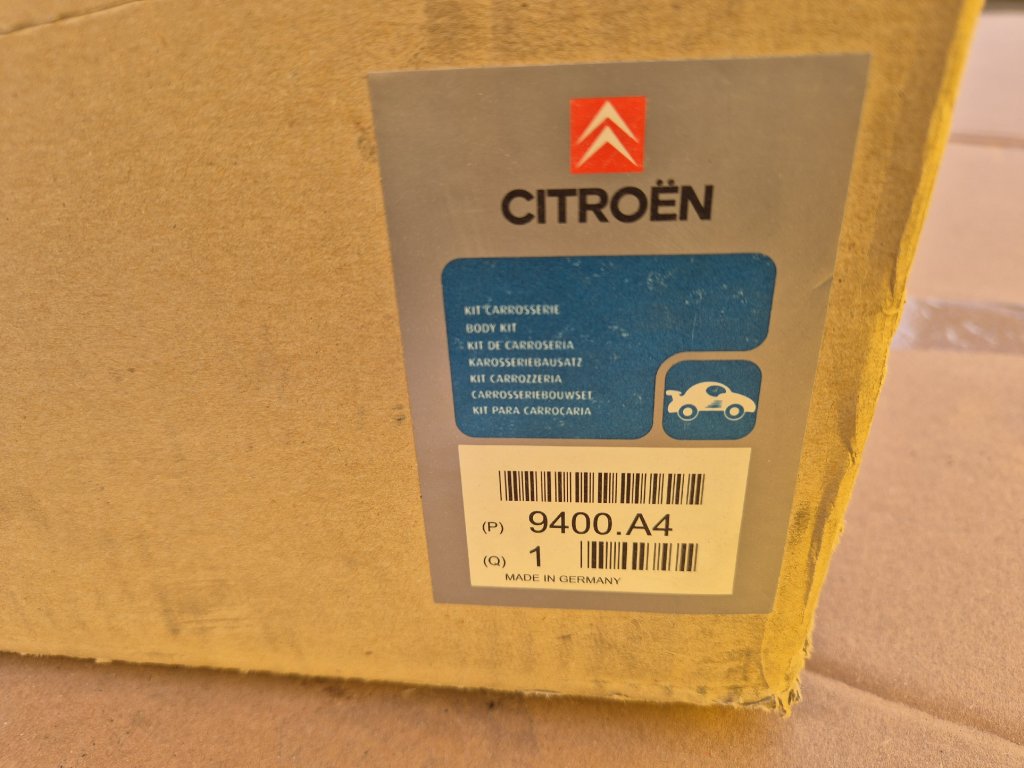 CITROËN
KIT CARROSSERIE
BODY KIT
KIT DE CARROSERIA
KAROSSERIEBAUSATZ
KIT CARROZZERIA
CARROSSERIEBOUWSET
KIT PARA CARROÇARIA
(P) 9400.A4
(Q) 1
MADE IN GERMANY